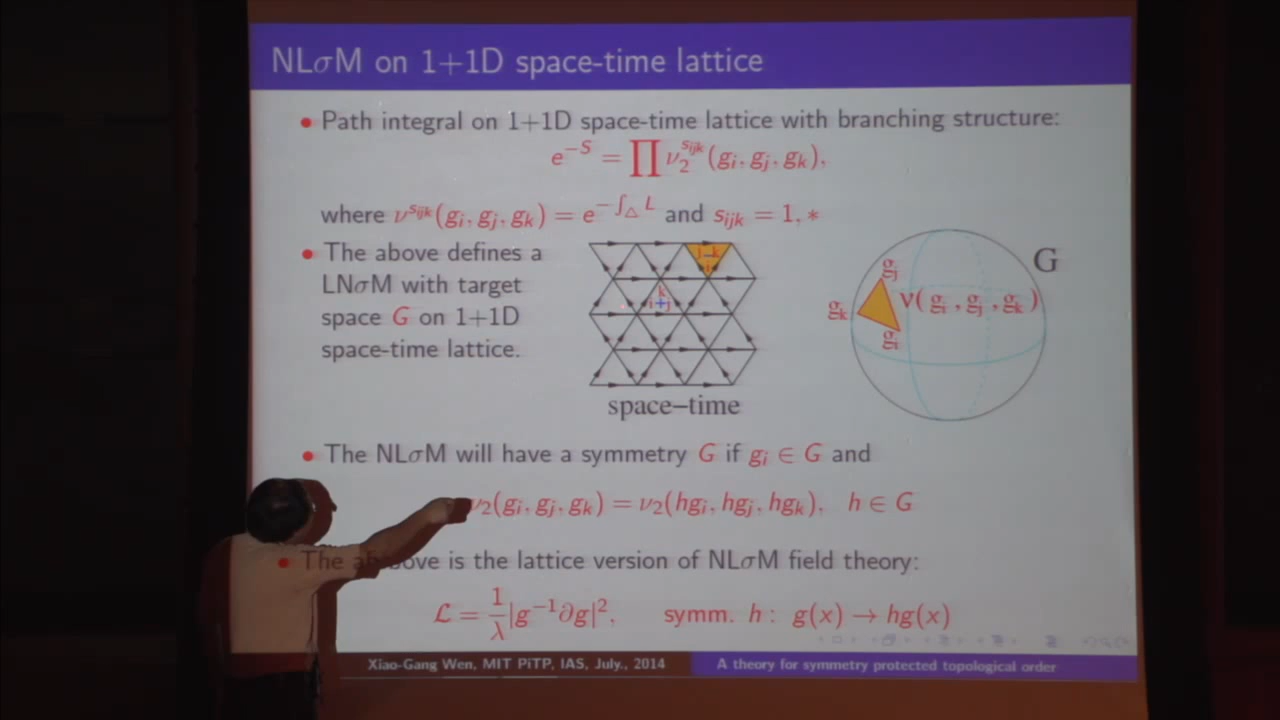 NLσM on 1+1D space-time lattice
• Path integral on 1+1D space-time lattice with branching structure:
e^{-S} = ∏ ν_2^{s_{ijk}}(g_i, g_j, g_k),
where ν^{s_{ijk}}(g_i, g_j, g_k) = e^{-∫_△ L} and s_{ijk} = 1, *
• The above defines a
LNσM with target
space G on 1+1D
space-time lattice.
j − k
i
k
i + j
space−time
G
g_j
g_k
ν( g_i , g_j , g_k )
g_i
• The NLσM will have a symmetry G if g_i ∈ G and
ν_2(g_i, g_j, g_k) = ν_2(hg_i, hg_j, hg_k), h ∈ G
• The above is the lattice version of NLσM field theory:
ℒ = 1/λ |g^{-1}∂g|^2, symm. h : g(x) → hg(x)
Xiao-Gang Wen, MIT PiTP, IAS, July., 2014
A theory for symmetry protected topological order